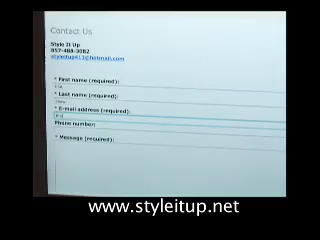 Contact Us
Style It Up
857-488-3082
styleitup411@hotmail.com
* First name (required):
* Last name (required):
* E-mail address (required):
Phone number:
* Message (required):
www.styleitup.net